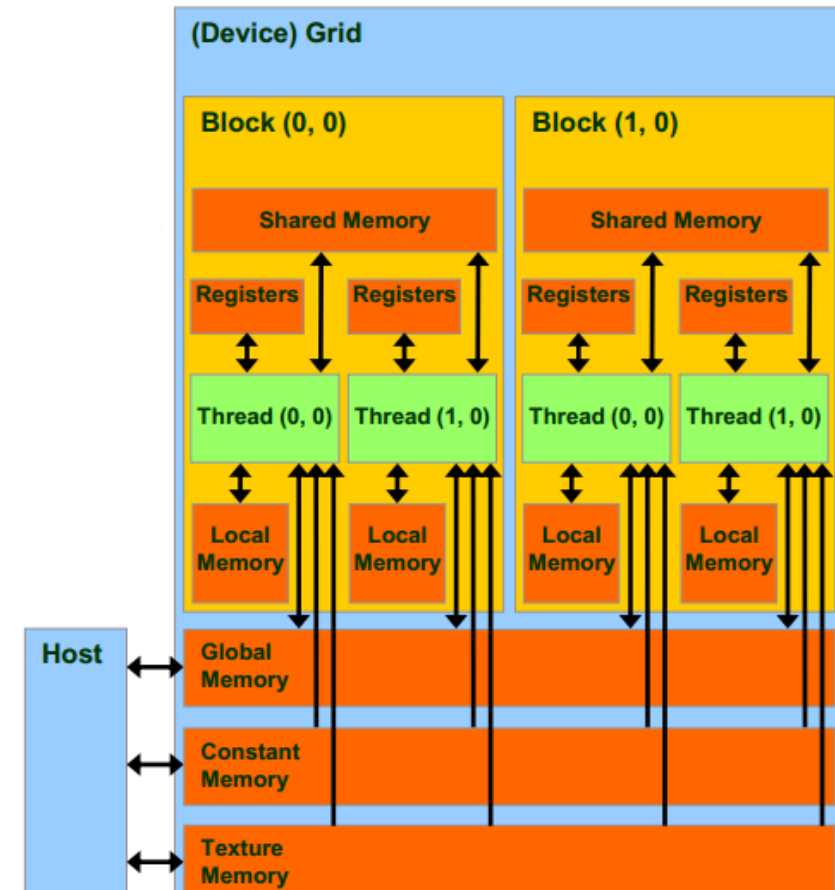 (Device) Grid
Block (0, 0)
Block (1, 0)
Shared Memory
Shared Memory
Registers
Registers
Registers
Registers
Thread (0, 0)
Thread (1, 0)
Thread (0, 0)
Thread (1, 0)
Local
Memory
Local
Memory
Local
Memory
Local
Memory
Host
Global
Memory
Constant
Memory
Texture
Memory